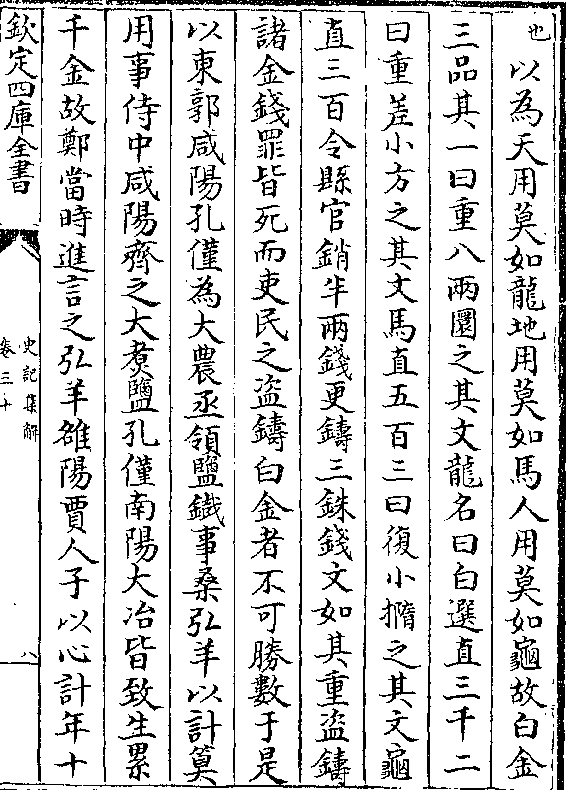 也以為天用莫如龍地用莫如馬人用莫如龜故白金
三品其一曰重八兩圜之其文龍名曰白選直三千二
曰重差小方之其文馬直五百三曰復小撱之其文龜
直三百令縣官銷半兩錢更鑄三銖錢文如其重盗鑄
諸金錢罪皆死而吏民之盗鑄白金者不可勝數于是
以東郭咸陽孔僅為大農丞領鹽鐵事桑弘羊以計算
用事侍中咸陽齊之大煑鹽孔僅南陽大冶皆致生累
千金故鄭當時進言之弘羊雒陽賈人子以心計年十
欽定四庫全書
史記集解
卷三十
八